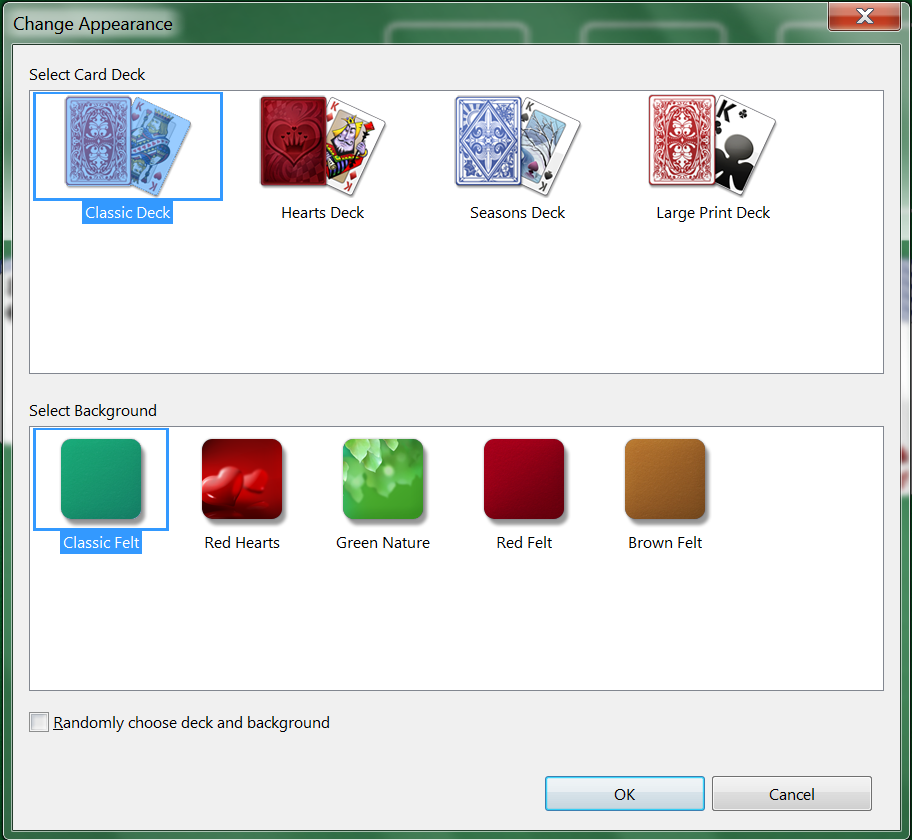 Change Appearance
Select Card Deck
Classic Deck
Hearts Deck
Seasons Deck
Large Print Deck
Select Background
Classic Felt
Red Hearts
Green Nature
Red Felt
Brown Felt
Randomly choose deck and background
OK
Cancel